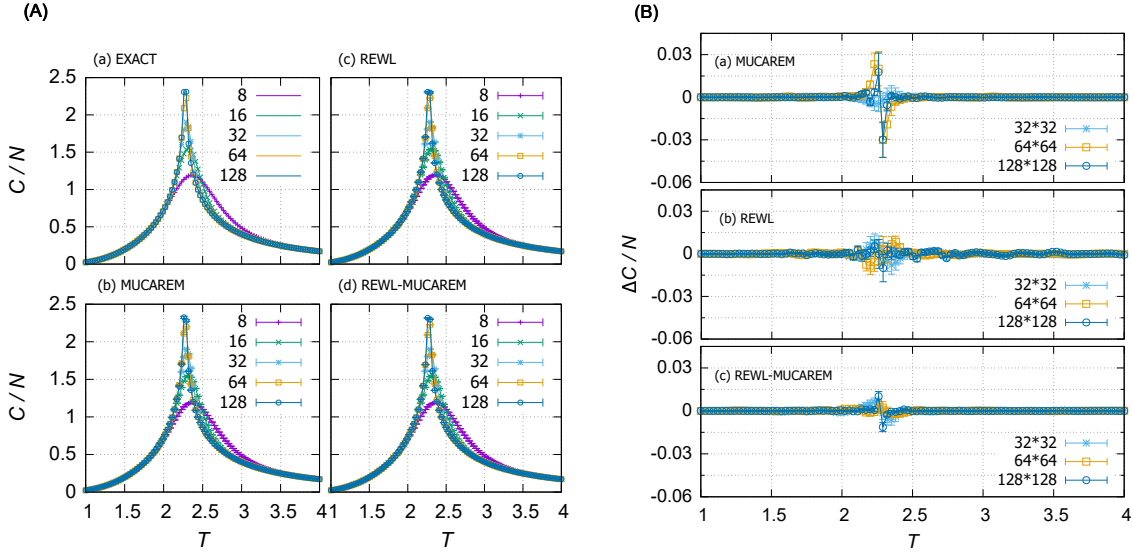 (A)
(a) EXACT
2.5
2
1.5
1
0.5
0
C / N
8
16
32
64
128
(c) REWL
8
16
32
64
128
(b) MUCAREM
2.5
2
1.5
1
0.5
0
C / N
8
16
32
64
128
1 1.5 2 2.5 3 3.5 4
T
(d) REWL-MUCAREM
8
16
32
64
128
1 1.5 2 2.5 3 3.5 4
T
(B)
(a) MUCAREM
0.03
0
-0.03
-0.06
32*32
64*64
128*128
(b) REWL
0.03
0
-0.03
-0.06
ΔC / N
32*32
64*64
128*128
(c) REWL-MUCAREM
0.03
0
-0.03
-0.06
32*32
64*64
128*128
1 1.5 2 2.5 3 3.5 4
T